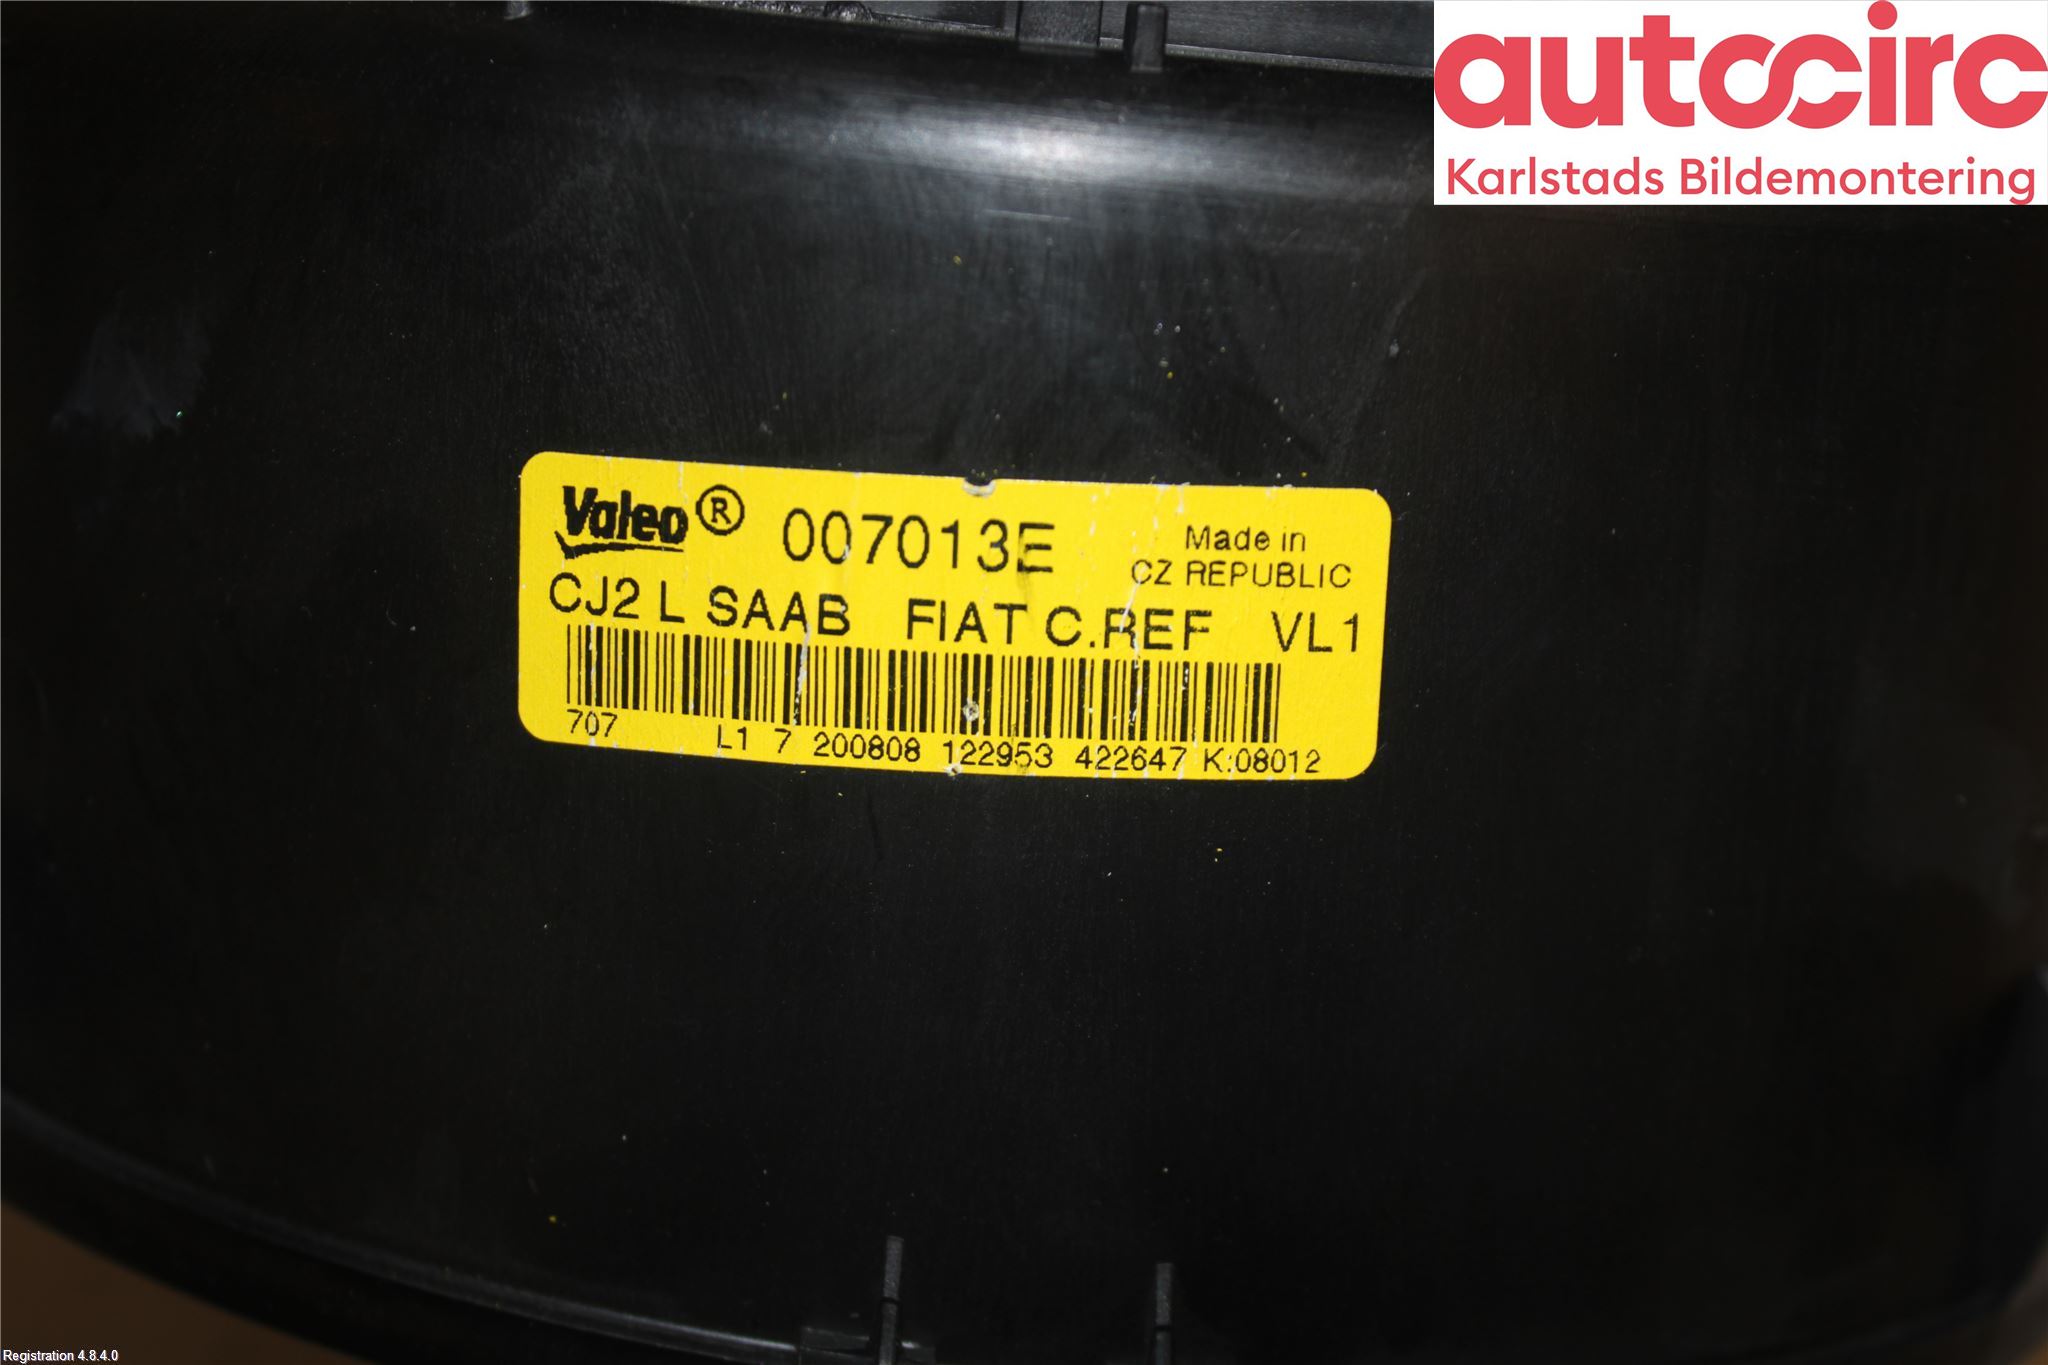 autocirc
Karlstads Bildemontering
Valeo ® 007013E Made in
CZ REPUBLIC
CJ2 L SAAB FIAT C.REF VL1
707 L1 7 200808 122953 422647 K:08012
Registration 4.8.4.0